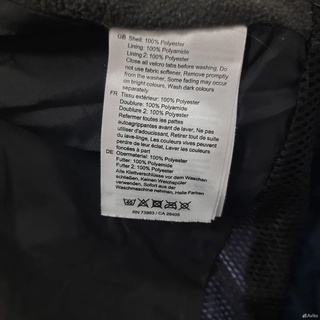 GB Shell: 100% Polyester
Lining: 100% Polyamide
Lining 2: 100% Polyester
Close all velcro tabs before washing. Do
not use fabric softener. Remove promptly
from the washer. Some fading may occur
on bright colours, Wash dark colours
separately
FR Tissu extérieur: 100% Polyester
Doublure: 100% Polyamide
Doublure 2: 100% Polyester
Refermer toutes les pattes
autoagrippantes avant de laver, Ne pas
utiliser d'adoucissant, Retirer tout de suite
du lave-linge, Les couleurs vives peuvent
perdre de leur éclat, Laver les couleurs
foncées à part
DE Obermaterial: 100% Polyester
Futter: 100% Polyamid
Futter 2: 100% Polyester
Alle Klettverschlüsse vor dem Waschen
schließen, Keinen Weichspüler
verwenden, Sofort aus der
Waschmaschine nehmen, Helle Farben
RN 73863 / CA 28409
Avito